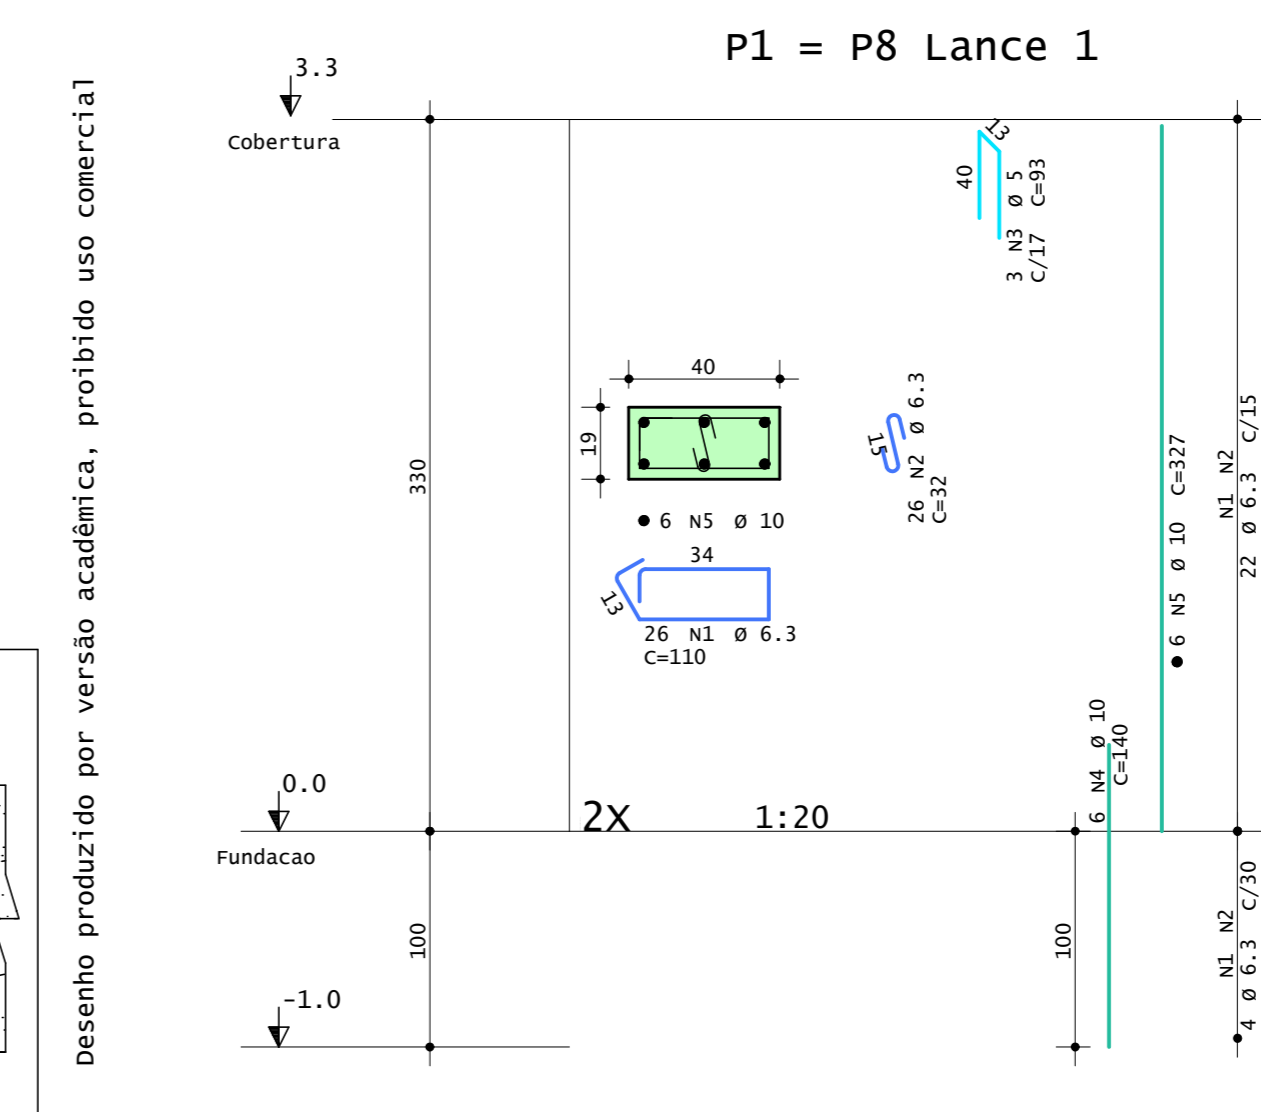 P1 = P8 Lance 1
3.3
Cobertura
Desenho produzido por versão acadêmica, proibido uso comercial
13
40
3 N3 Ø 5
C/17 C=93
330
40
19
6 N5 Ø 10
15
26 N2 Ø 6.3
C=32
34
13
26 N1 Ø 6.3
C=110
6 N5 Ø 10 C=327
N1 N2
22 Ø 6.3 C/15
6 N4 Ø 10
C=140
0.0
Fundacao
2X
1:20
100
100
N1 N2
4 Ø 6.3 C/30
-1.0